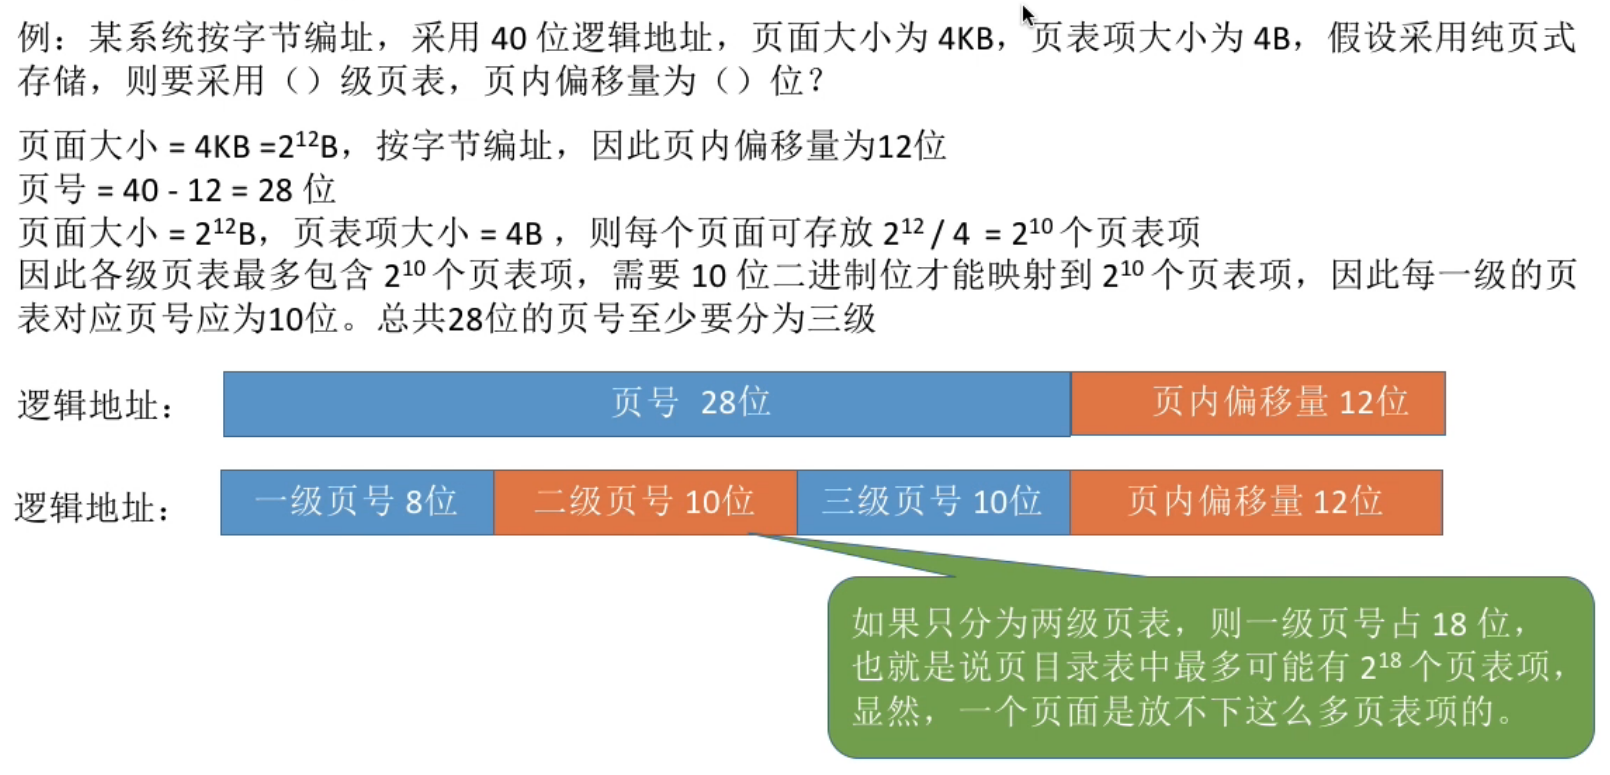 例：某系统按字节编址，采用 40 位逻辑地址，页面大小为 4KB，页表项大小为 4B，假设采用纯页式
存储，则要采用（）级页表，页内偏移量为（）位？
页面大小 = 4KB =2¹²B，按字节编址，因此页内偏移量为12位
页号 = 40 - 12 = 28 位
页面大小 = 2¹²B，页表项大小 = 4B ，则每个页面可存放 2¹² / 4 = 2¹⁰ 个页表项
因此各级页表最多包含 2¹⁰ 个页表项，需要 10 位二进制位才能映射到 2¹⁰ 个页表项，因此每一级的页
表对应页号应为10位。总共28位的页号至少要分为三级
逻辑地址： 页号 28位 页内偏移量 12位
逻辑地址： 一级页号 8位 二级页号 10位 三级页号 10位 页内偏移量 12位
如果只分为两级页表，则一级页号占 18 位，
也就是说页目录表中最多可能有 2¹⁸ 个页表项，
显然，一个页面是放不下这么多页表项的。